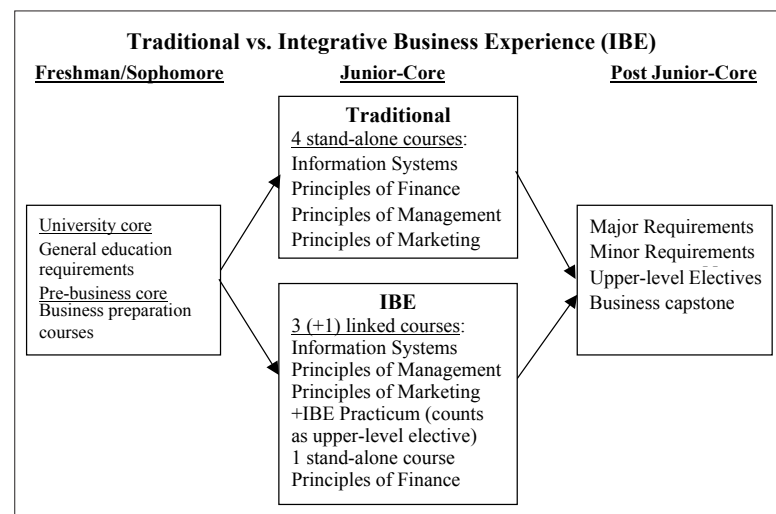 Traditional vs. Integrative Business Experience (IBE)
Freshman/Sophomore
Junior-Core
Post Junior-Core
University core
General education
requirements
Pre-business core
Business preparation
courses
Traditional
4 stand-alone courses:
Information Systems
Principles of Finance
Principles of Management
Principles of Marketing
IBE
3 (+1) linked courses:
Information Systems
Principles of Management
Principles of Marketing
+IBE Practicum (counts
as upper-level elective)
1 stand-alone course
Principles of Finance
Major Requirements
Minor Requirements
Upper-level Electives
Business capstone